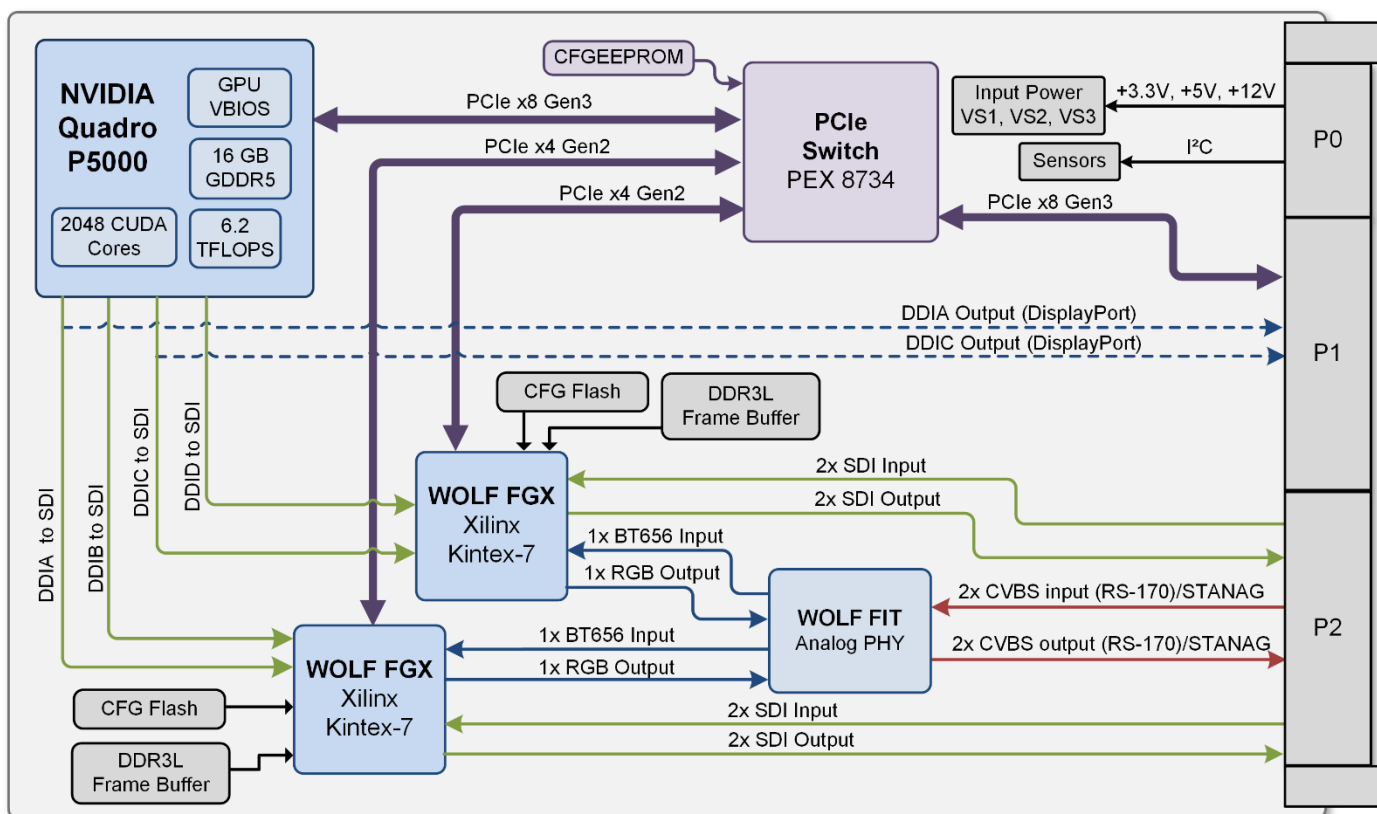 NVIDIA
Quadro
P5000
GPU
VBIOS
16 GB
GDDR5
2048 CUDA
Cores
6.2
TFLOPS
CFGEEPROM
PCIe x8 Gen3
PCIe x4 Gen2
PCIe x4 Gen2
PCIe
Switch
PEX 8734
Input Power
VS1, VS2, VS3
+3.3V, +5V, +12V
Sensors
I²C
PCIe x8 Gen3
P0
P1
P2
DDIA Output (DisplayPort)
DDIC Output (DisplayPort)
DDIA to SDI
DDIB to SDI
DDIC to SDI
DDID to SDI
CFG Flash
DDR3L
Frame Buffer
WOLF FGX
Xilinx
Kintex-7
2x SDI Input
2x SDI Output
1x BT656 Input
1x RGB Output
WOLF FIT
Analog PHY
2x CVBS input (RS-170)/STANAG
2x CVBS output (RS-170)/STANAG
1x BT656 Input
1x RGB Output
WOLF FGX
Xilinx
Kintex-7
CFG Flash
DDR3L
Frame Buffer
2x SDI Input
2x SDI Output